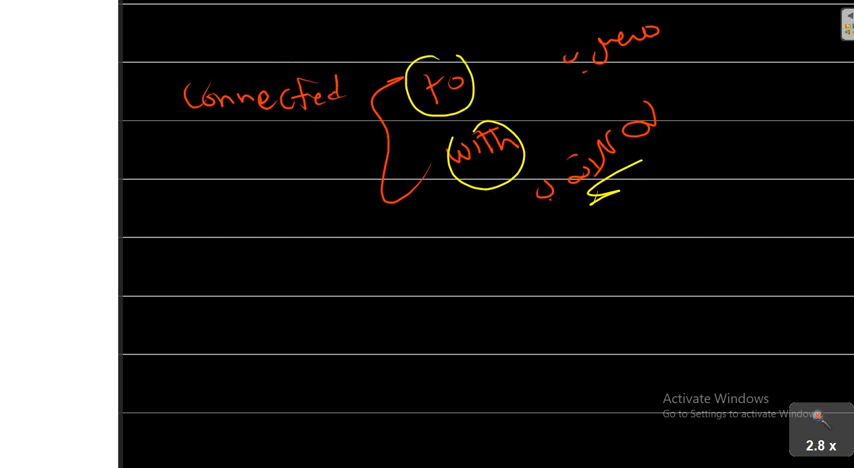 connected
to
with
Activate Windows
Go to Settings to activate Windows.
2.8 x